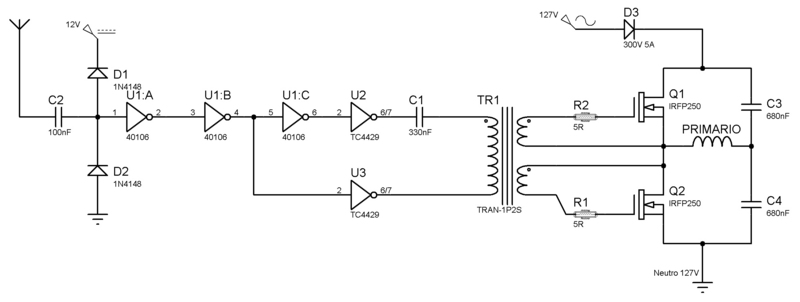 12V
D1
1N4148
C2
100nF
D2
1N4148
U1:A
1
2
40106
U1:B
3
4
40106
U1:C
5
6
40106
U2
2
6/7
TC4429
U3
2
6/7
TC4429
C1
330nF
TR1
TRAN-1P2S
R2
5R
R1
5R
127V
D3
300V 5A
Q1
IRFP250
Q2
IRFP250
PRIMARIO
C3
680nF
C4
680nF
Neutro 127V